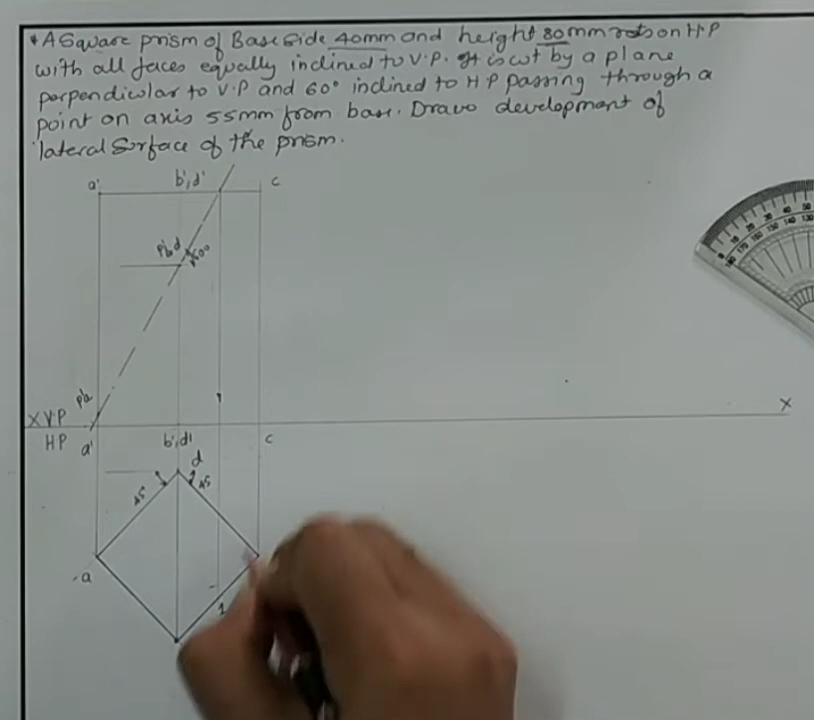 * A Square prism of Base side 40mm and height 80mm rests on HP
with all faces equally inclined to V.P. It is cut by a plane
perpendicular to V.P and 60° inclined to H P passing through a
point on axis 55mm from base. Draw development of
lateral Surface of the prism.
a' b',d' c
p'b,d 60°
p'a
X V.P X
HP a' b',d' c
d
45 45
a
1